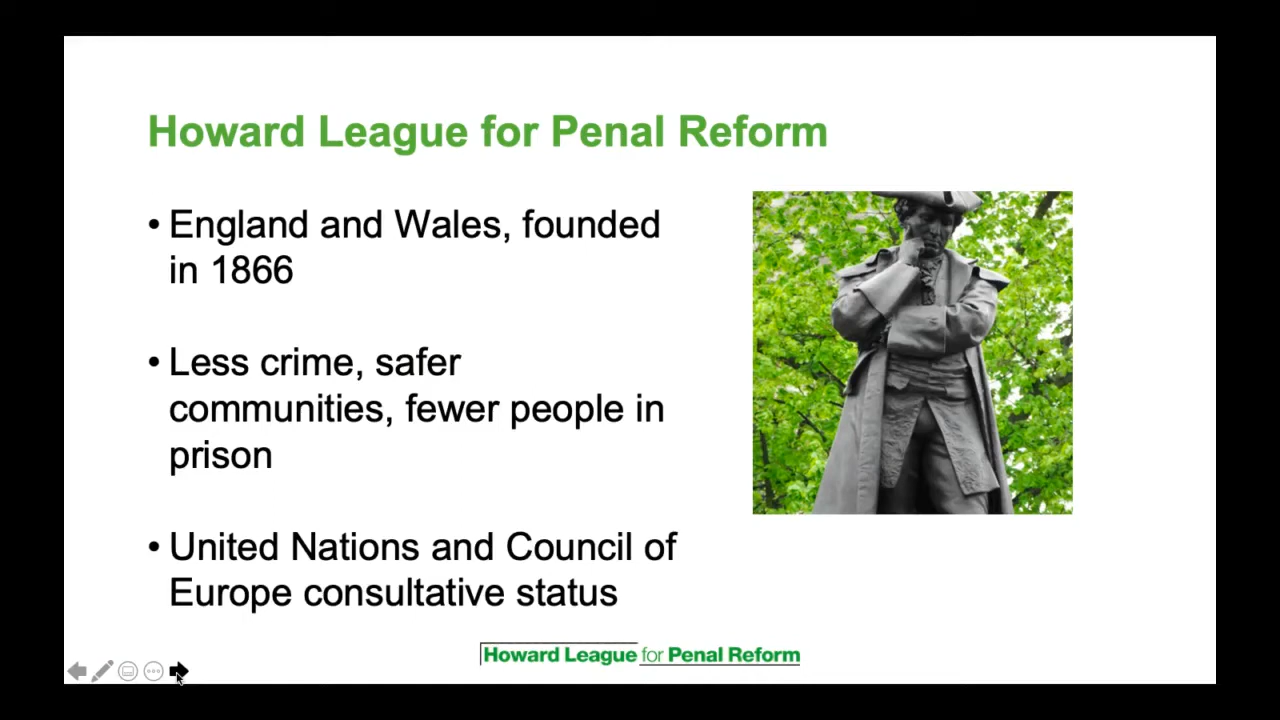 Howard League for Penal Reform
• England and Wales, founded
in 1866
• Less crime, safer
communities, fewer people in
prison
• United Nations and Council of
Europe consultative status
Howard League for Penal Reform